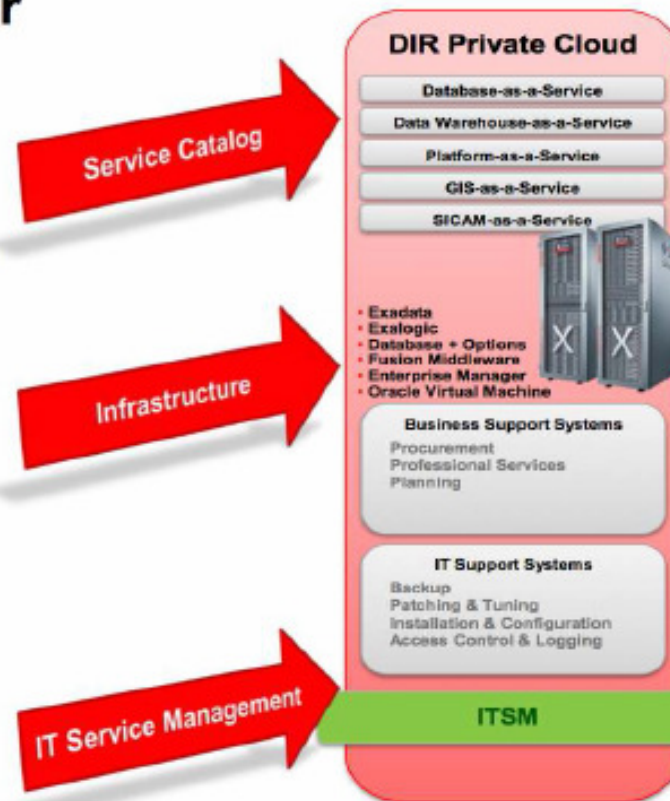 r
DIR Private Cloud
Database-as-a-Service
Data Warehouse-as-a-Service
Platform-as-a-Service
GIS-as-a-Service
SICAM-as-a-Service
Service Catalog
• Exadata
• Exalogic
• Database + Options
• Fusion Middleware
• Enterprise Manager
• Oracle Virtual Machine
X
X
Infrastructure
Business Support Systems
Procurement
Professional Services
Planning
IT Support Systems
Backup
Patching & Tuning
Installation & Configuration
Access Control & Logging
IT Service Management
ITSM